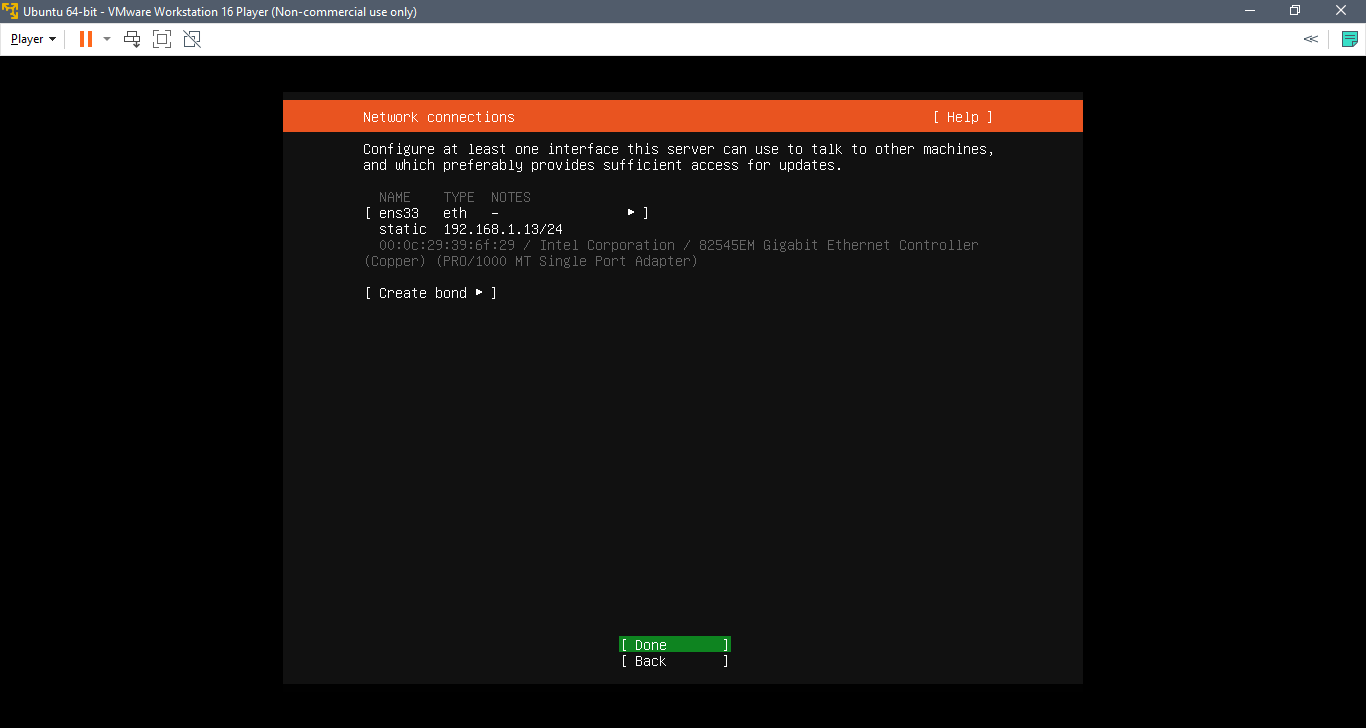 Ubuntu 64-bit - VMware Workstation 16 Player (Non-commercial use only)
Player
Network connections [ Help ]
Configure at least one interface this server can use to talk to other machines,
and which preferably provides sufficient access for updates.
NAME TYPE NOTES
[ ens33 eth - ▸ ]
static 192.168.1.13/24
00:0c:29:39:6f:29 / Intel Corporation / 82545EM Gigabit Ethernet Controller
(Copper) (PRO/1000 MT Single Port Adapter)
[ Create bond ▸ ]
[ Done ]
[ Back ]